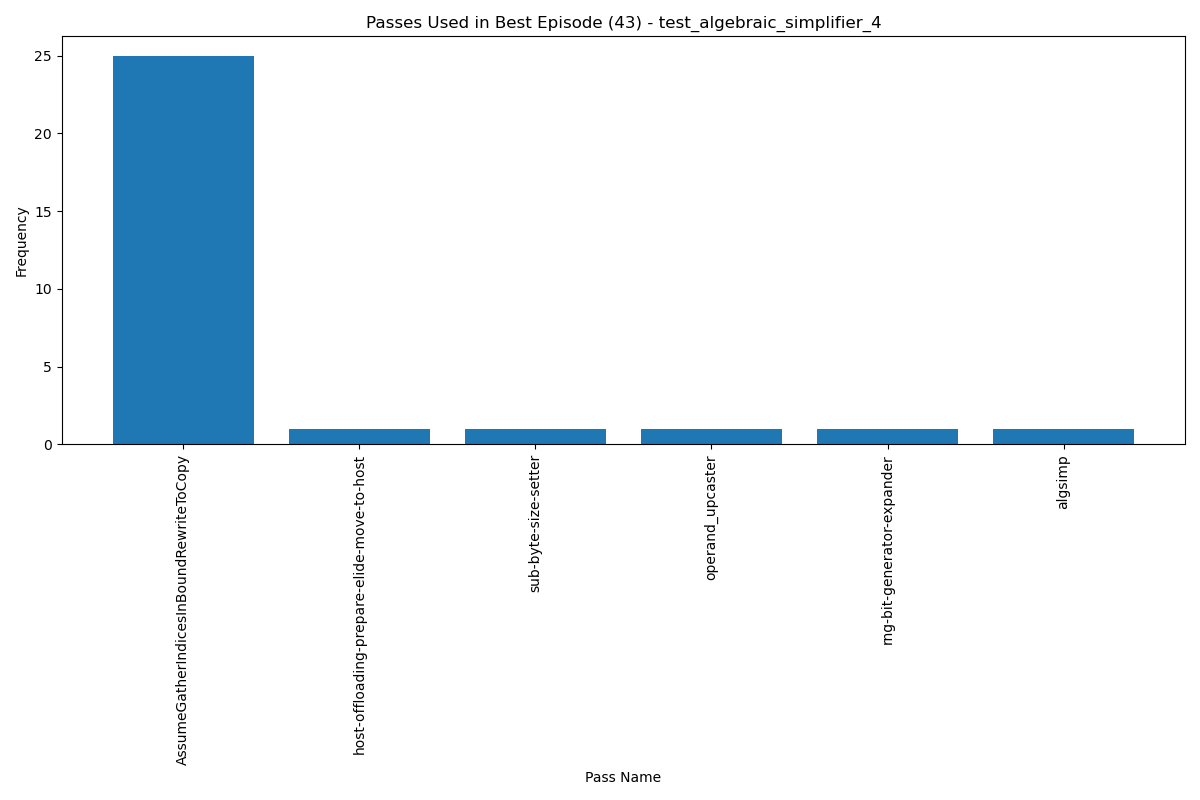 Passes Used in Best Episode (43) - test_algebraic_simplifier_4
Frequency
25
20
15
10
5
0
AssumeGatherIndicesInBoundRewriteToCopy
host-offloading-prepare-elide-move-to-host
sub-byte-size-setter
operand_upcaster
rng-bit-generator-expander
algsimp
Pass Name